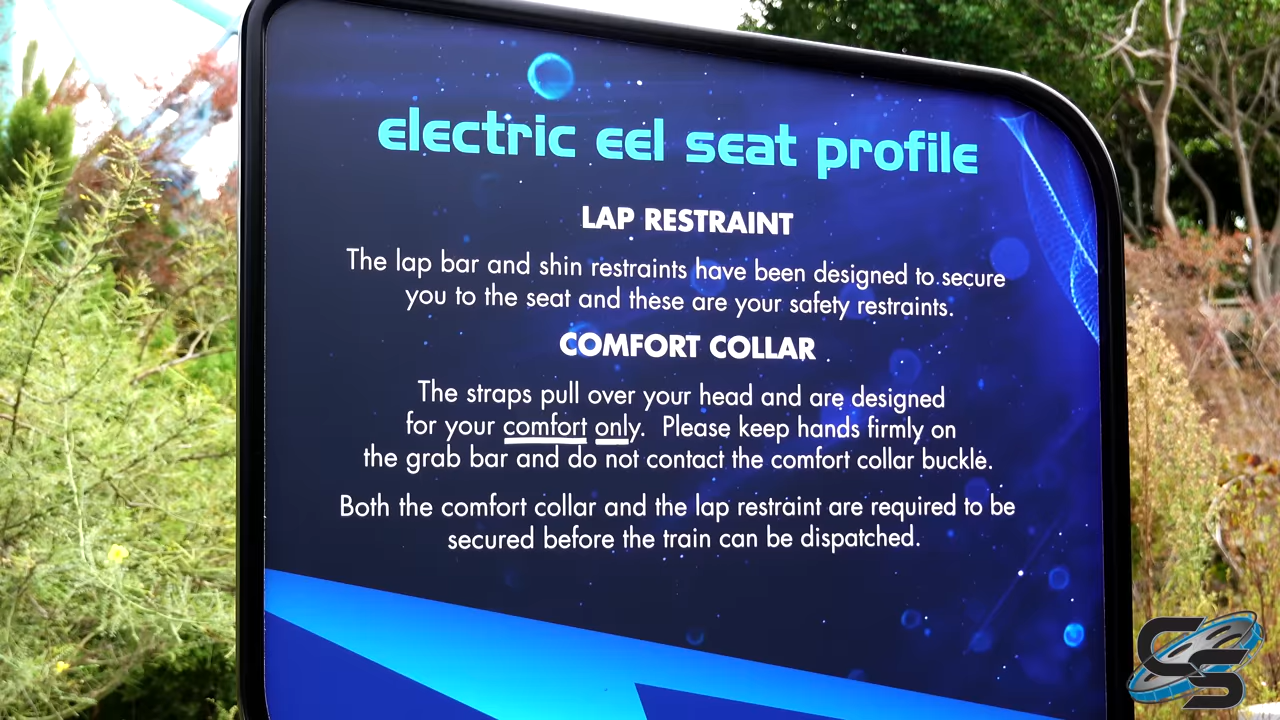 electric eel seat profile
LAP RESTRAINT
The lap bar and shin restraints have been designed to secure
you to the seat and these are your safety restraints.
COMFORT COLLAR
The straps pull over your head and are designed
for your comfort only. Please keep hands firmly on
the grab bar and do not contact the comfort collar buckle.
Both the comfort collar and the lap restraint are required to be
secured before the train can be dispatched.
CS